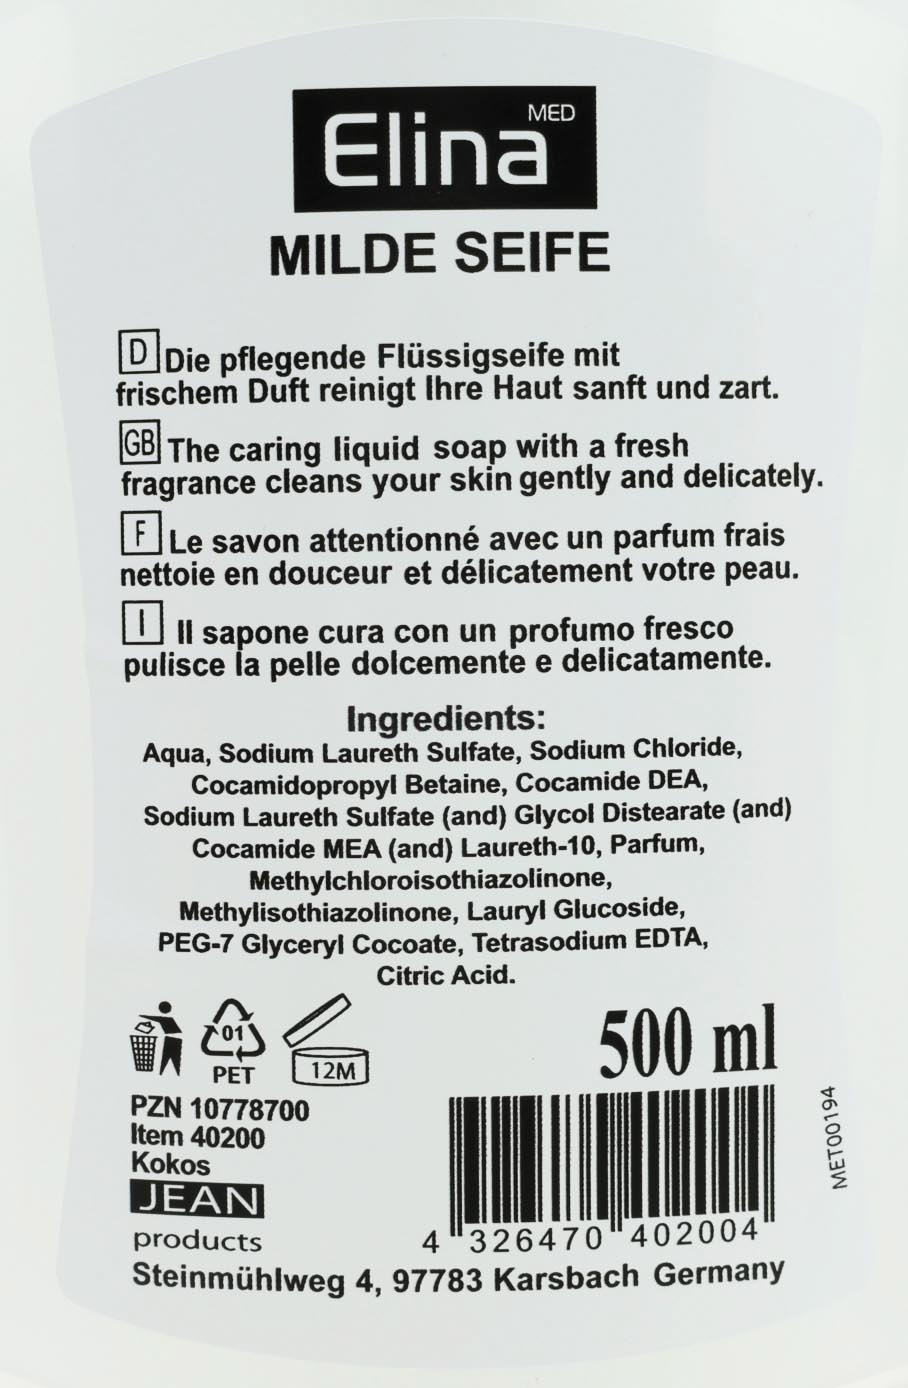 Elina MED
MILDE SEIFE
D Die pflegende Flüssigseife mit
frischem Duft reinigt Ihre Haut sanft und zart.
GB The caring liquid soap with a fresh
fragrance cleans your skin gently and delicately.
F Le savon attentionné avec un parfum frais
nettoie en douceur et délicatement votre peau.
I Il sapone cura con un profumo fresco
pulisce la pelle dolcemente e delicatamente.
Ingredients:
Aqua, Sodium Laureth Sulfate, Sodium Chloride,
Cocamidopropyl Betaine, Cocamide DEA,
Sodium Laureth Sulfate (and) Glycol Distearate (and)
Cocamide MEA (and) Laureth-10, Parfum,
Methylchloroisothiazolinone,
Methylisothiazolinone, Lauryl Glucoside,
PEG-7 Glyceryl Cocoate, Tetrasodium EDTA,
Citric Acid.
01
PET
12M
500 ml
PZN 10778700
Item 40200
Kokos
JEAN
products
4 326470 402004
MET00194
Steinmühlweg 4, 97783 Karsbach Germany